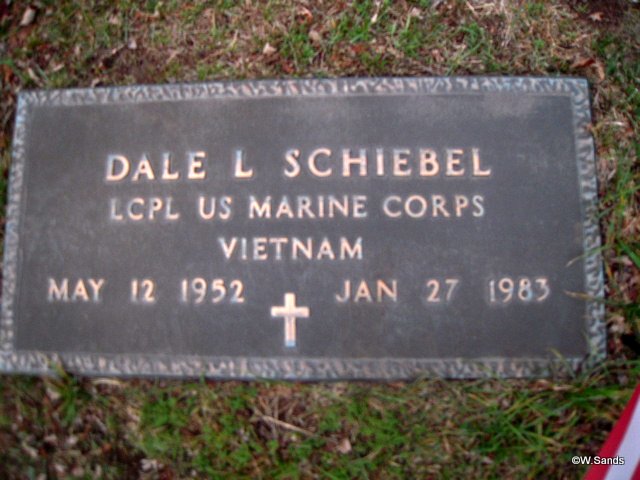 DALE L SCHIEBEL
LCPL US MARINE CORPS
VIETNAM
MAY 12 1952 JAN 27 1983
©W.Sands